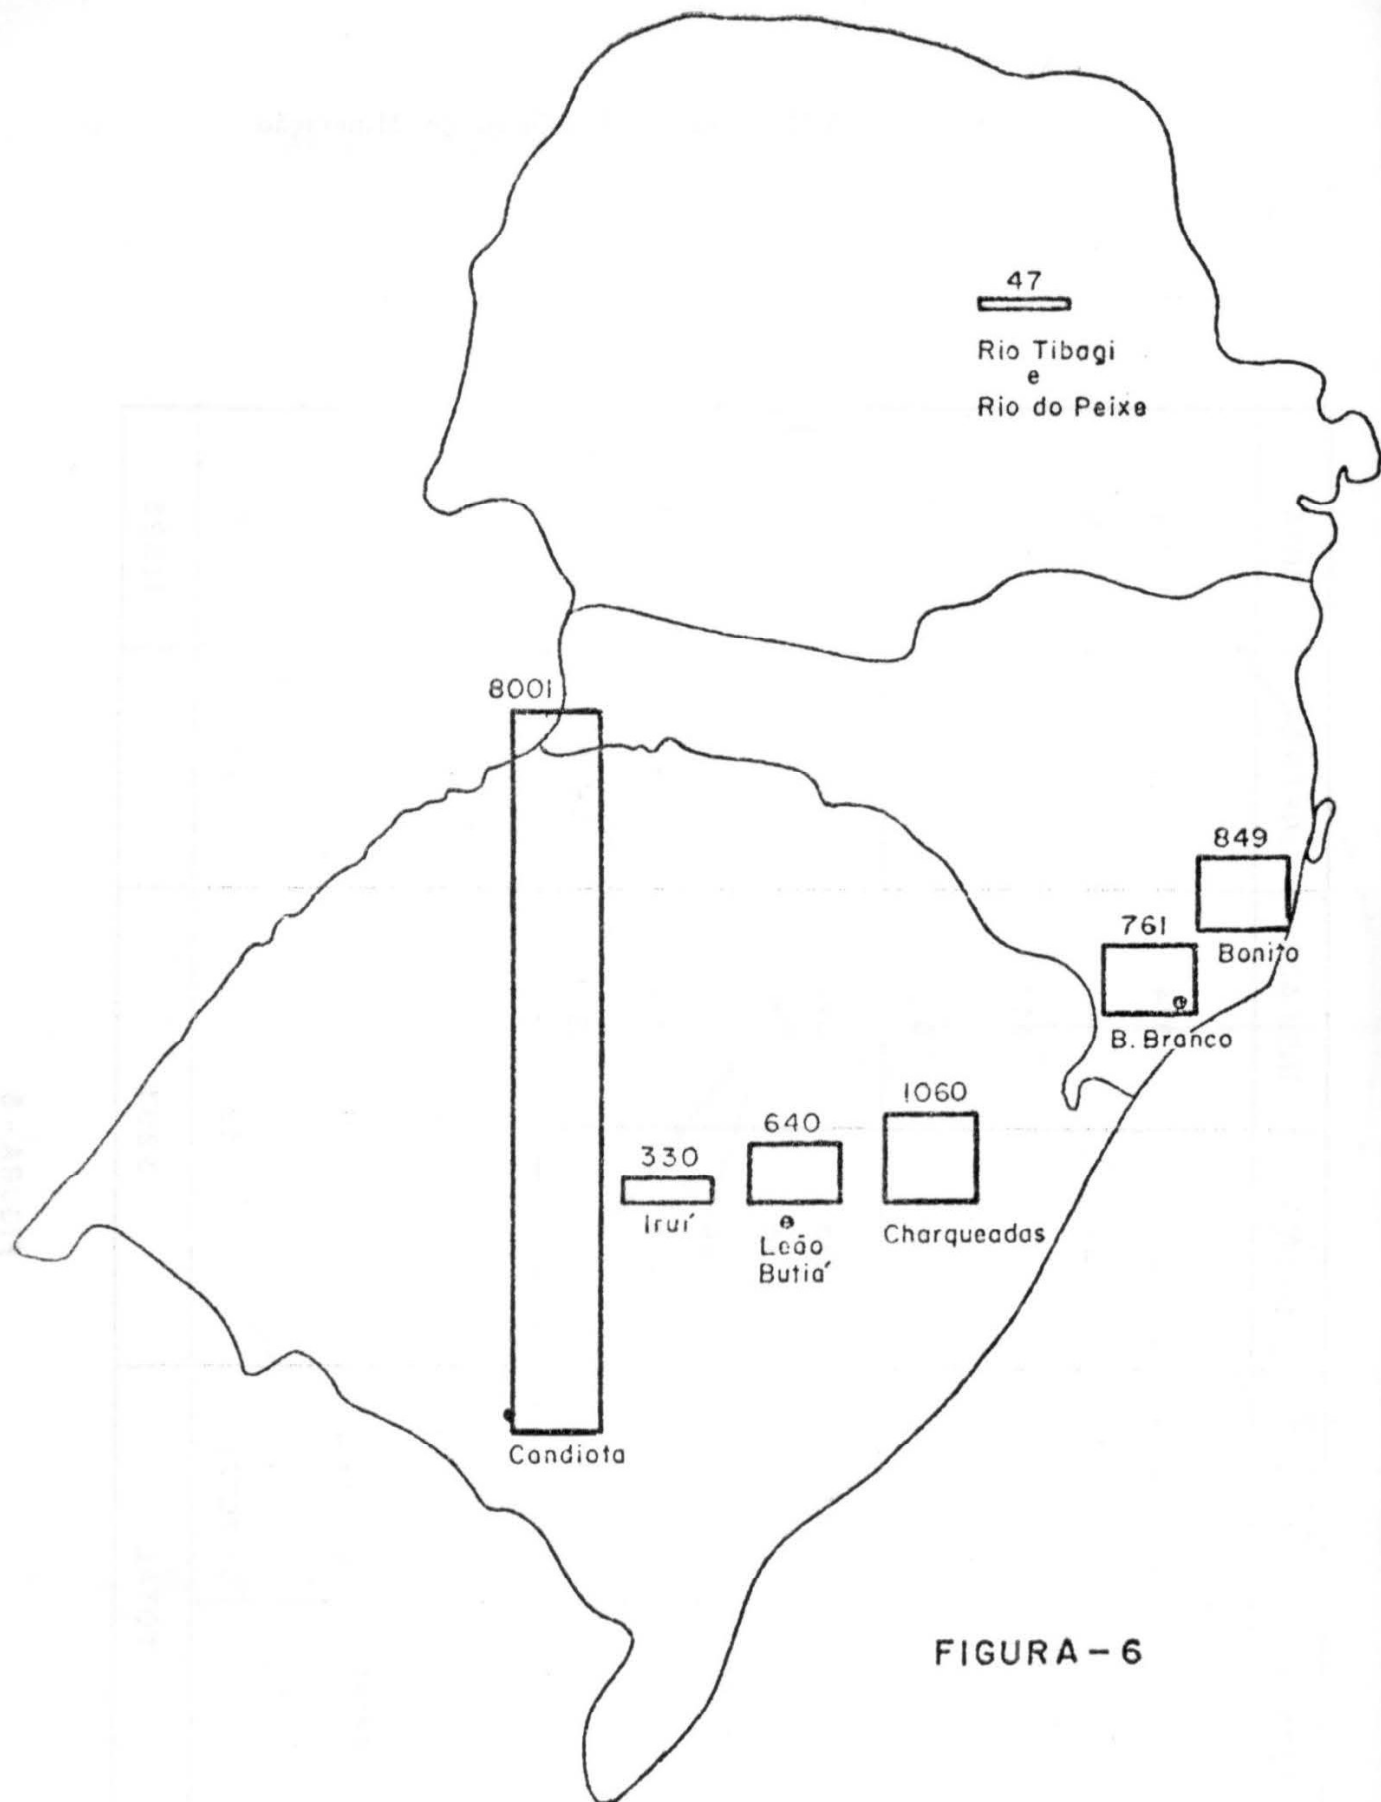 47
Rio Tibagi
e
Rio do Peixe
8001
849
Bonito
761
B. Branco
1060
Charqueadas
640
Leão
Butiá
330
Iruí
Candiota
FIGURA - 6